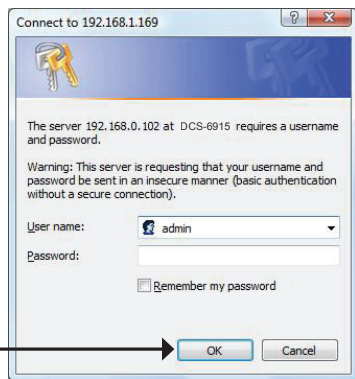 Connect to 192.168.1.169
The server 192.168.0.102 at DCS-6915 requires a username
and password.
Warning: This server is requesting that your username and
password be sent in an insecure manner (basic authentication
without a secure connection).
User name:
admin
Password:
Remember my password
OK
Cancel